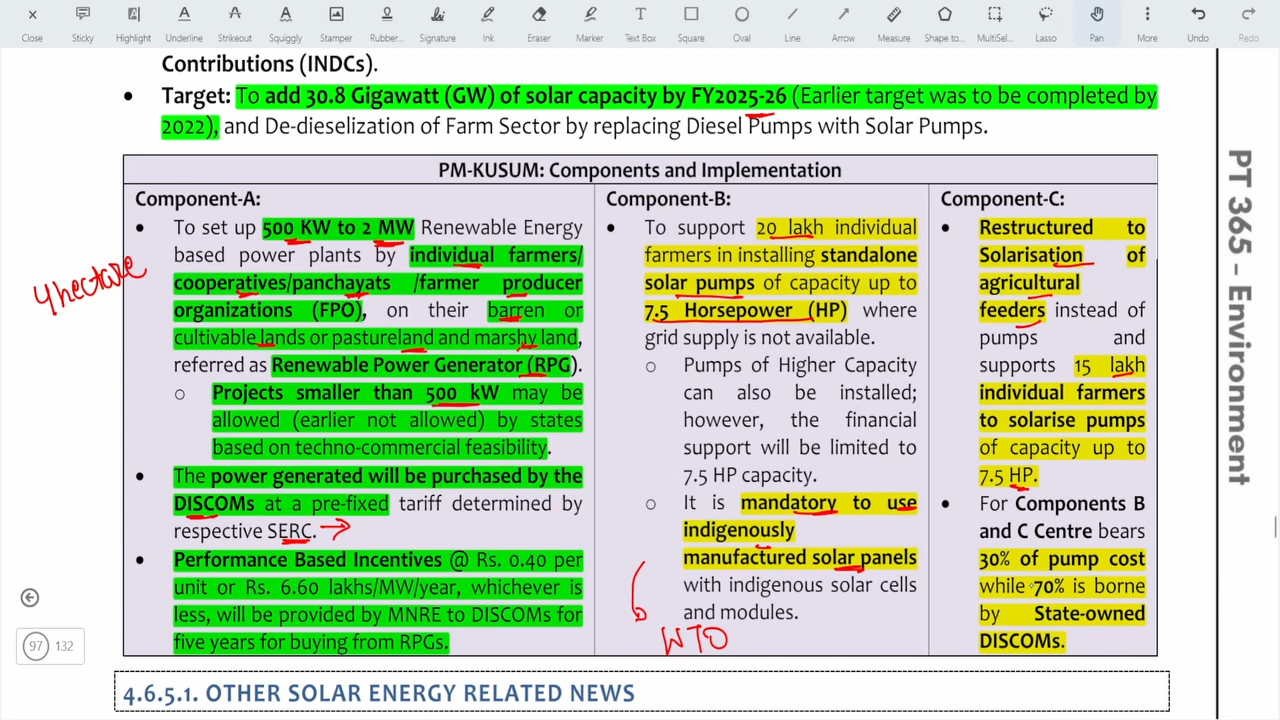 Close
Sticky
Highlight
Underline
Strikeout
Squiggly
Stamper
Rubber...
Signature
Ink
Eraser
Marker
Text Box
Square
Oval
Line
Arrow
Measure
Shape to...
MultiSel...
Lasso
Pan
More
Undo
Redo
Contributions (INDCs).
• Target: To add 30.8 Gigawatt (GW) of solar capacity by FY2025-26 (Earlier target was to be completed by
2022), and De-dieselization of Farm Sector by replacing Diesel Pumps with Solar Pumps.
PM-KUSUM: Components and Implementation
Component-A:
• To set up 500 KW to 2 MW Renewable Energy
based power plants by individual farmers/
cooperatives/panchayats /farmer producer
organizations (FPO), on their barren or
cultivable lands or pastureland and marshy land,
referred as Renewable Power Generator (RPG).
o Projects smaller than 500 kW may be
allowed (earlier not allowed) by states
based on techno-commercial feasibility.
• The power generated will be purchased by the
DISCOMs at a pre-fixed tariff determined by
respective SERC.
• Performance Based Incentives @ Rs. 0.40 per
unit or Rs. 6.60 lakhs/MW/year, whichever is
less, will be provided by MNRE to DISCOMs for
five years for buying from RPGs.
4 hectare
Component-B:
• To support 20 lakh individual
farmers in installing standalone
solar pumps of capacity up to
7.5 Horsepower (HP) where
grid supply is not available.
o Pumps of Higher Capacity
can also be installed;
however, the financial
support will be limited to
7.5 HP capacity.
o It is mandatory to use
indigenously
manufactured solar panels
with indigenous solar cells
and modules.
WTO
Component-C:
• Restructured to
Solarisation of
agricultural
feeders instead of
pumps and
supports 15 lakh
individual farmers
to solarise pumps
of capacity up to
7.5 HP.
• For Components B
and C Centre bears
30% of pump cost
while 70% is borne
by State-owned
DISCOMs.
PT 365 - Environment
97 132
4.6.5.1. OTHER SOLAR ENERGY RELATED NEWS